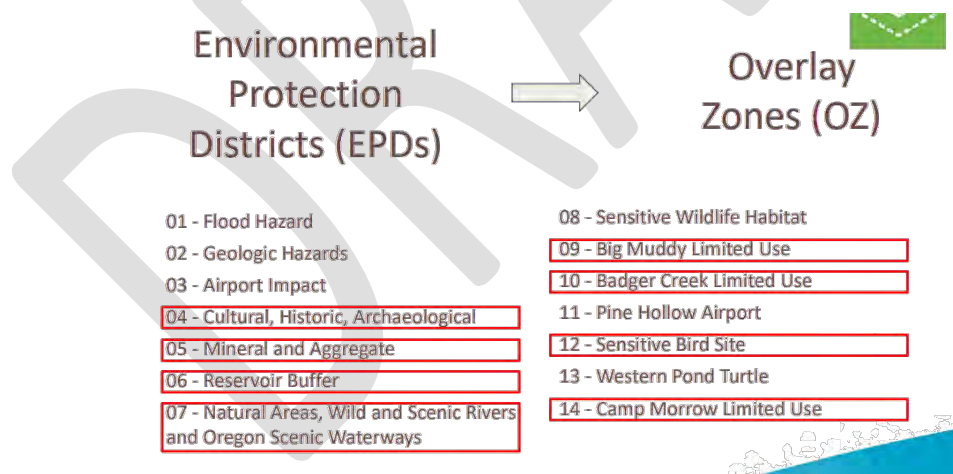 Environmental
Protection
Districts (EPDs)
Overlay
Zones (OZ)
01 - Flood Hazard
02 - Geologic Hazards
03 - Airport Impact
04 - Cultural, Historic, Archaeological
05 - Mineral and Aggregate
06 - Reservoir Buffer
07 - Natural Areas, Wild and Scenic Rivers
and Oregon Scenic Waterways
08 - Sensitive Wildlife Habitat
09 - Big Muddy Limited Use
10 - Badger Creek Limited Use
11 - Pine Hollow Airport
12 - Sensitive Bird Site
13 - Western Pond Turtle
14 - Camp Morrow Limited Use